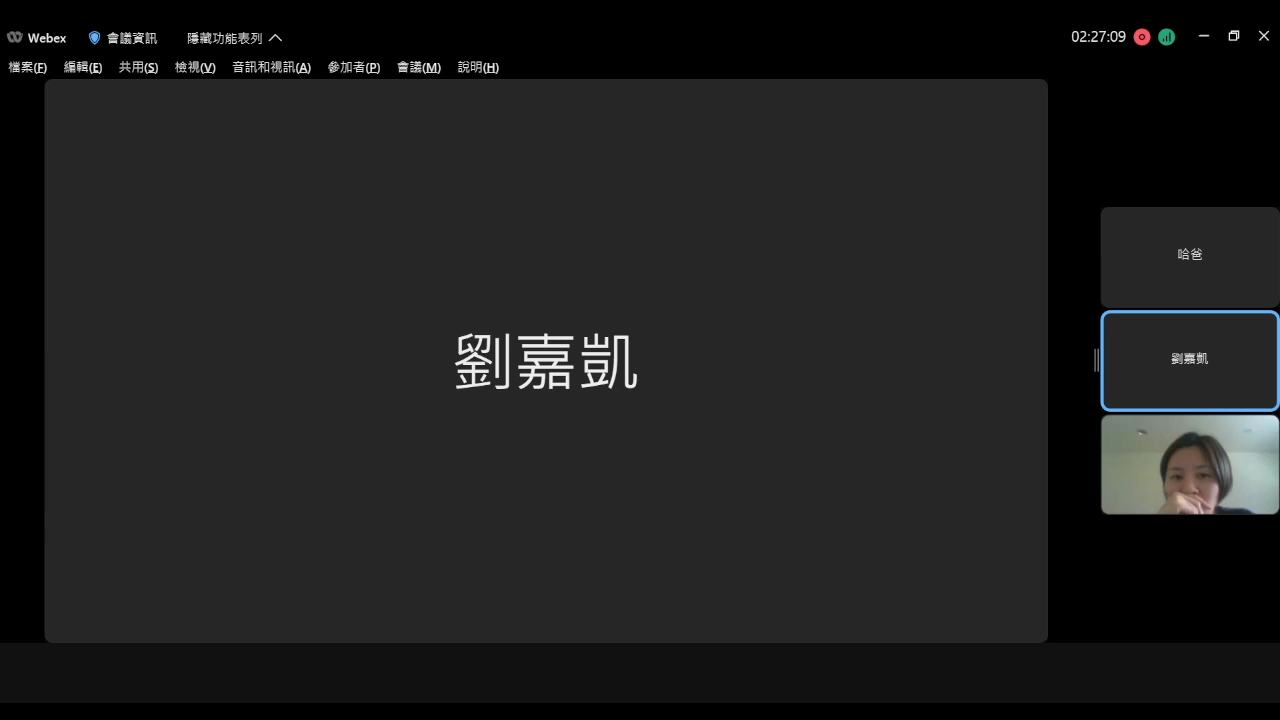 Webex 會議資訊 隱藏功能表列 02:27:09
檔案(F) 編輯(E) 共用(S) 檢視(V) 音訊和視訊(A) 參加者(P) 會議(M) 說明(H)
哈爸
劉嘉凱
劉嘉凱